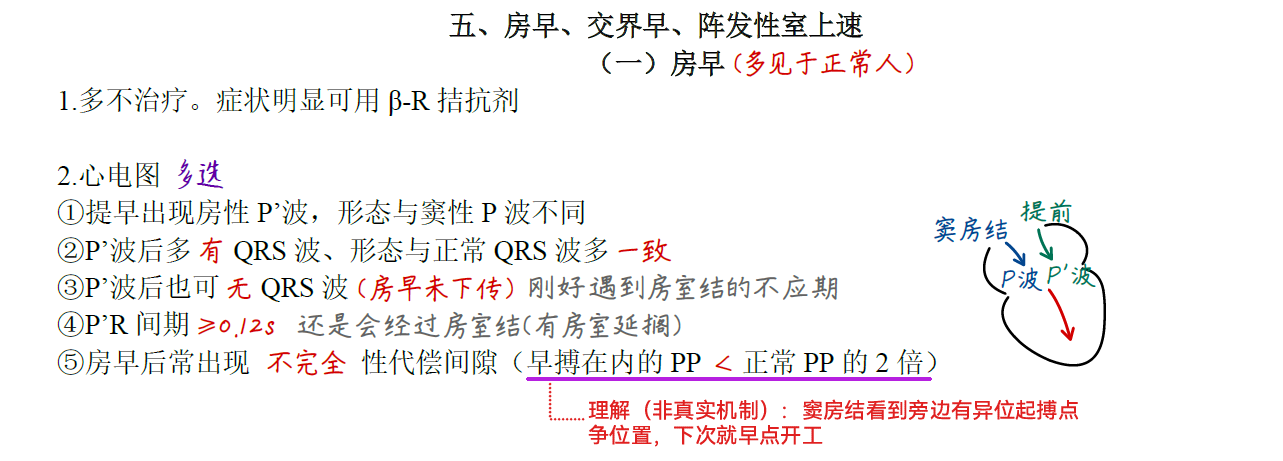 五、房早、交界早、阵发性室上速
（一）房早(多见于正常人)
1.多不治疗。症状明显可用 β-R 拮抗剂
2.心电图 多选
①提早出现房性 P’波，形态与窦性 P 波不同
②P’波后多 有 QRS 波、形态与正常 QRS 波多 一致
③P’波后也可 无 QRS 波(房早未下传) 刚好遇到房室结的不应期
④P’R 间期 ≥0.12s 还是会经过房室结(有房室延搁)
⑤房早后常出现 不完全 性代偿间隙（早搏在内的 PP < 正常 PP 的 2 倍）
理解（非真实机制）：窦房结看到旁边有异位起搏点
争位置，下次就早点开工
窦房结
提前
P波
P'波